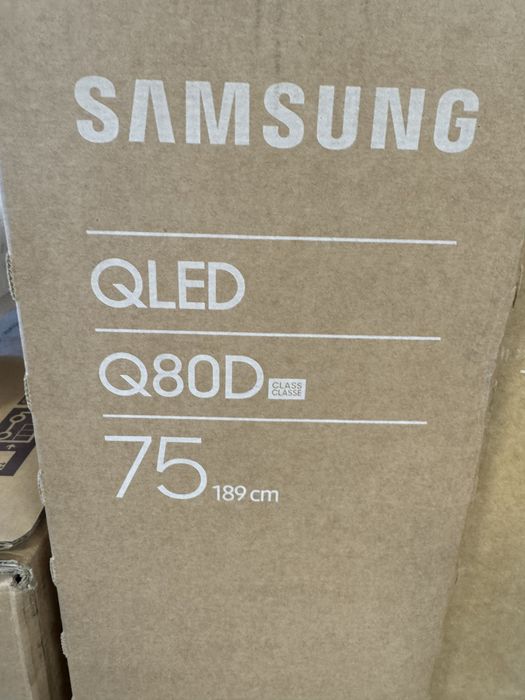 SAMSUNG
QLED
Q80D CLASS CLASSE
75 189 cm